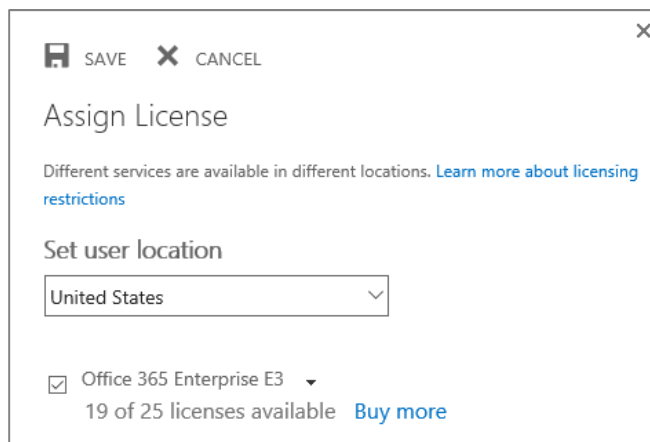 SAVE CANCEL
Assign License
Different services are available in different locations. Learn more about licensing
restrictions
Set user location
United States
Office 365 Enterprise E3
19 of 25 licenses available Buy more